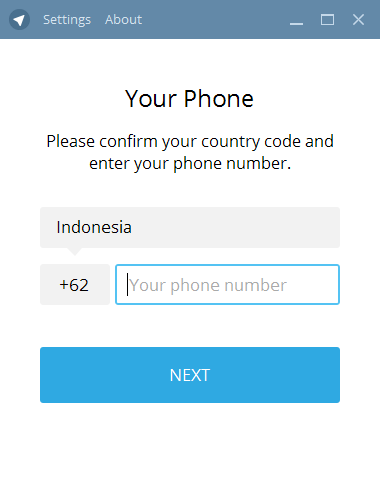 Settings About
Your Phone
Please confirm your country code and
enter your phone number.
Indonesia
+62 Your phone number
NEXT